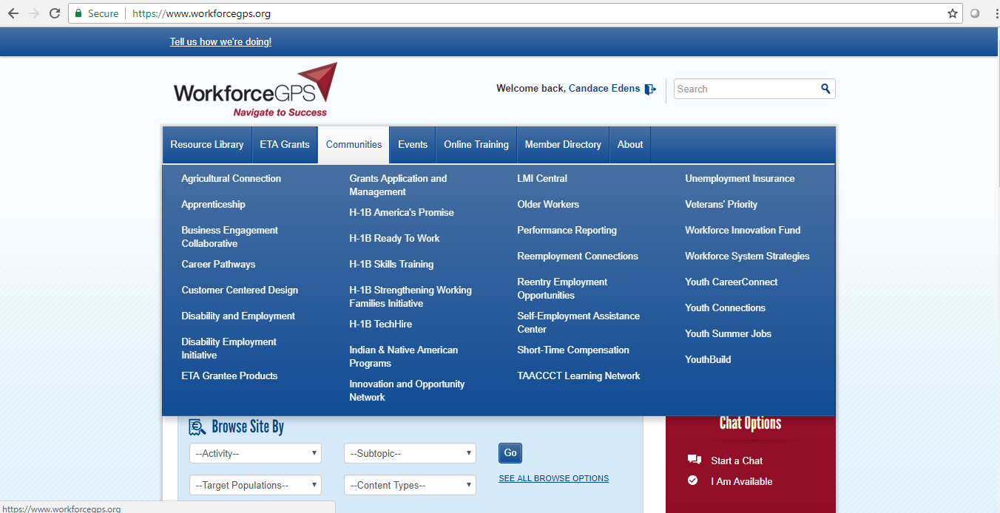 Secure https://www.workforcegps.org
Tell us how we're doing!
WorkforceGPS
Navigate to Success
Welcome back, Candace Edens
Search
Resource Library ETA Grants Communities Events Online Training Member Directory About
Agricultural Connection
Apprenticeship
Business Engagement
Collaborative
Career Pathways
Customer Centered Design
Disability and Employment
Disability Employment
Initiative
ETA Grantee Products
Grants Application and
Management
H-1B America's Promise
H-1B Ready To Work
H-1B Skills Training
H-1B Strengthening Working
Families Initiative
H-1B TechHire
Indian & Native American
Programs
Innovation and Opportunity
Network
LMI Central
Older Workers
Performance Reporting
Reemployment Connections
Reentry Employment
Opportunities
Self-Employment Assistance
Center
Short-Time Compensation
TAACCCT Learning Network
Unemployment Insurance
Veterans' Priority
Workforce Innovation Fund
Workforce System Strategies
Youth CareerConnect
Youth Connections
Youth Summer Jobs
YouthBuild
Browse Site By
--Activity-- --Subtopic-- Go
--Target Populations-- --Content Types-- SEE ALL BROWSE OPTIONS
Chat Options
Start a Chat
I Am Available
https://www.workforcegps.org